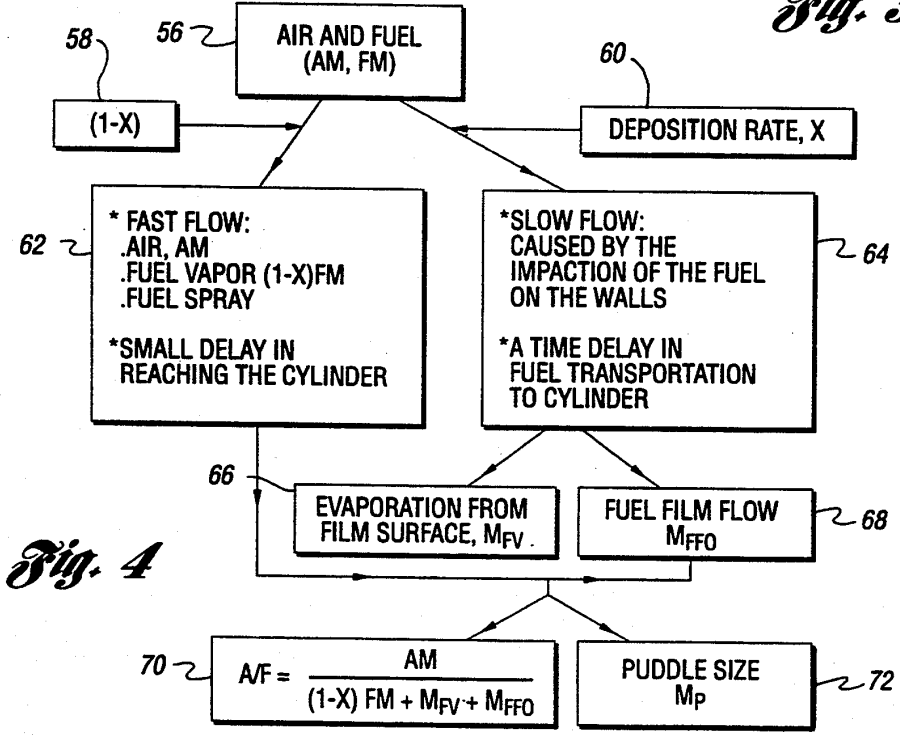 Fig. 3
56
AIR AND FUEL
(AM, FM)
58
(1-X)
60
DEPOSITION RATE, X
62
* FAST FLOW:
.AIR, AM
.FUEL VAPOR (1-X)FM
.FUEL SPRAY
*SMALL DELAY IN
REACHING THE CYLINDER
*SLOW FLOW:
CAUSED BY THE
IMPACTION OF THE FUEL
ON THE WALLS
*A TIME DELAY IN
FUEL TRANSPORTATION
TO CYLINDER
64
66
EVAPORATION FROM
FILM SURFACE, MFV .
FUEL FILM FLOW
MFFO
68
Fig. 4
70
A/F = AM
(1-X) FM + MFV + MFFO
PUDDLE SIZE
MP
72